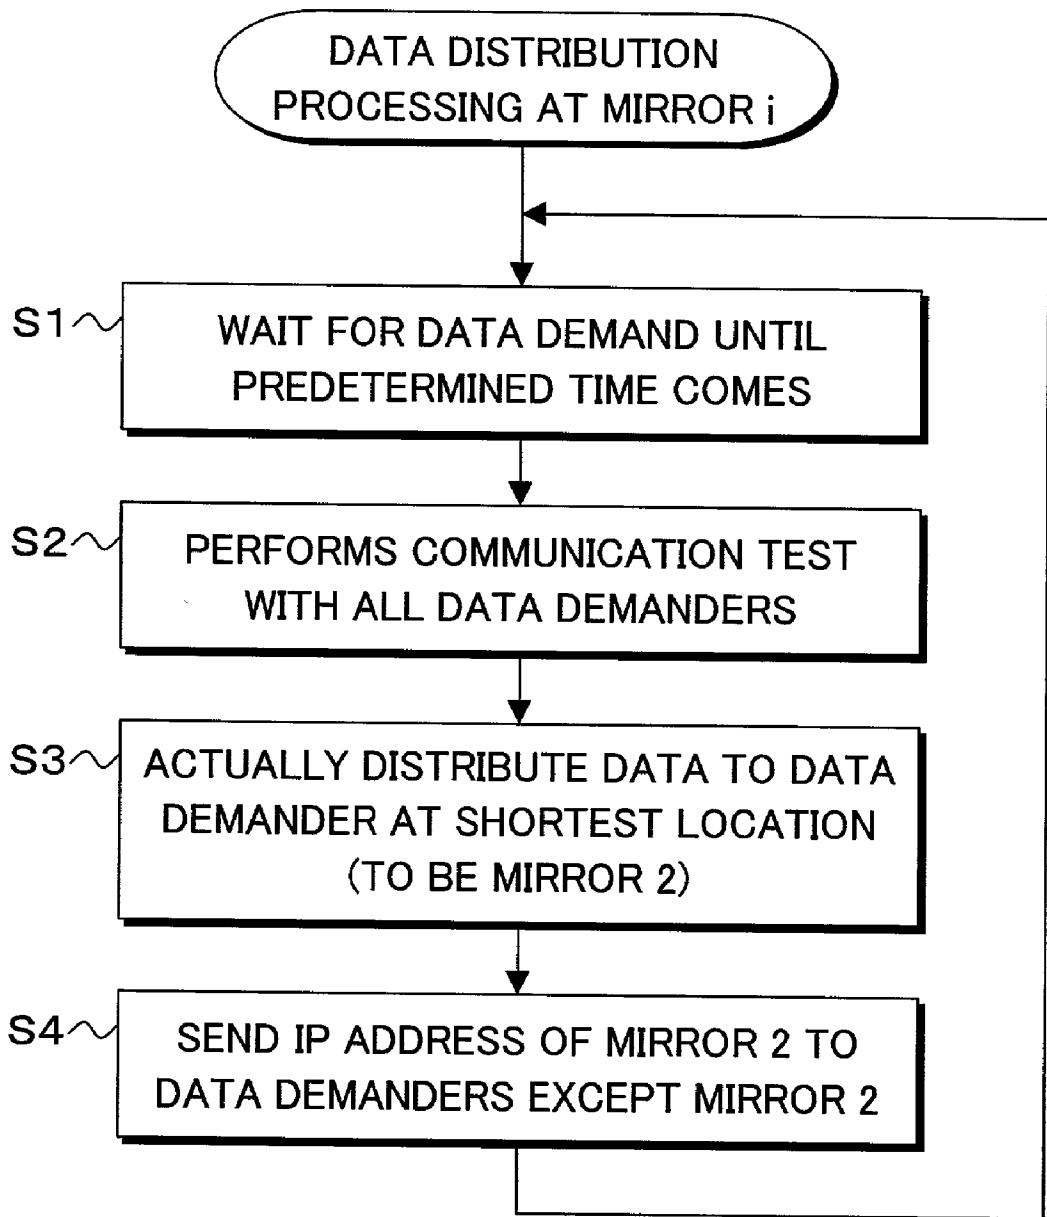 DATA DISTRIBUTION
PROCESSING AT MIRROR i
S1
WAIT FOR DATA DEMAND UNTIL
PREDETERMINED TIME COMES
S2
PERFORMS COMMUNICATION TEST
WITH ALL DATA DEMANDERS
S3
ACTUALLY DISTRIBUTE DATA TO DATA
DEMANDER AT SHORTEST LOCATION
(TO BE MIRROR 2)
S4
SEND IP ADDRESS OF MIRROR 2 TO
DATA DEMANDERS EXCEPT MIRROR 2